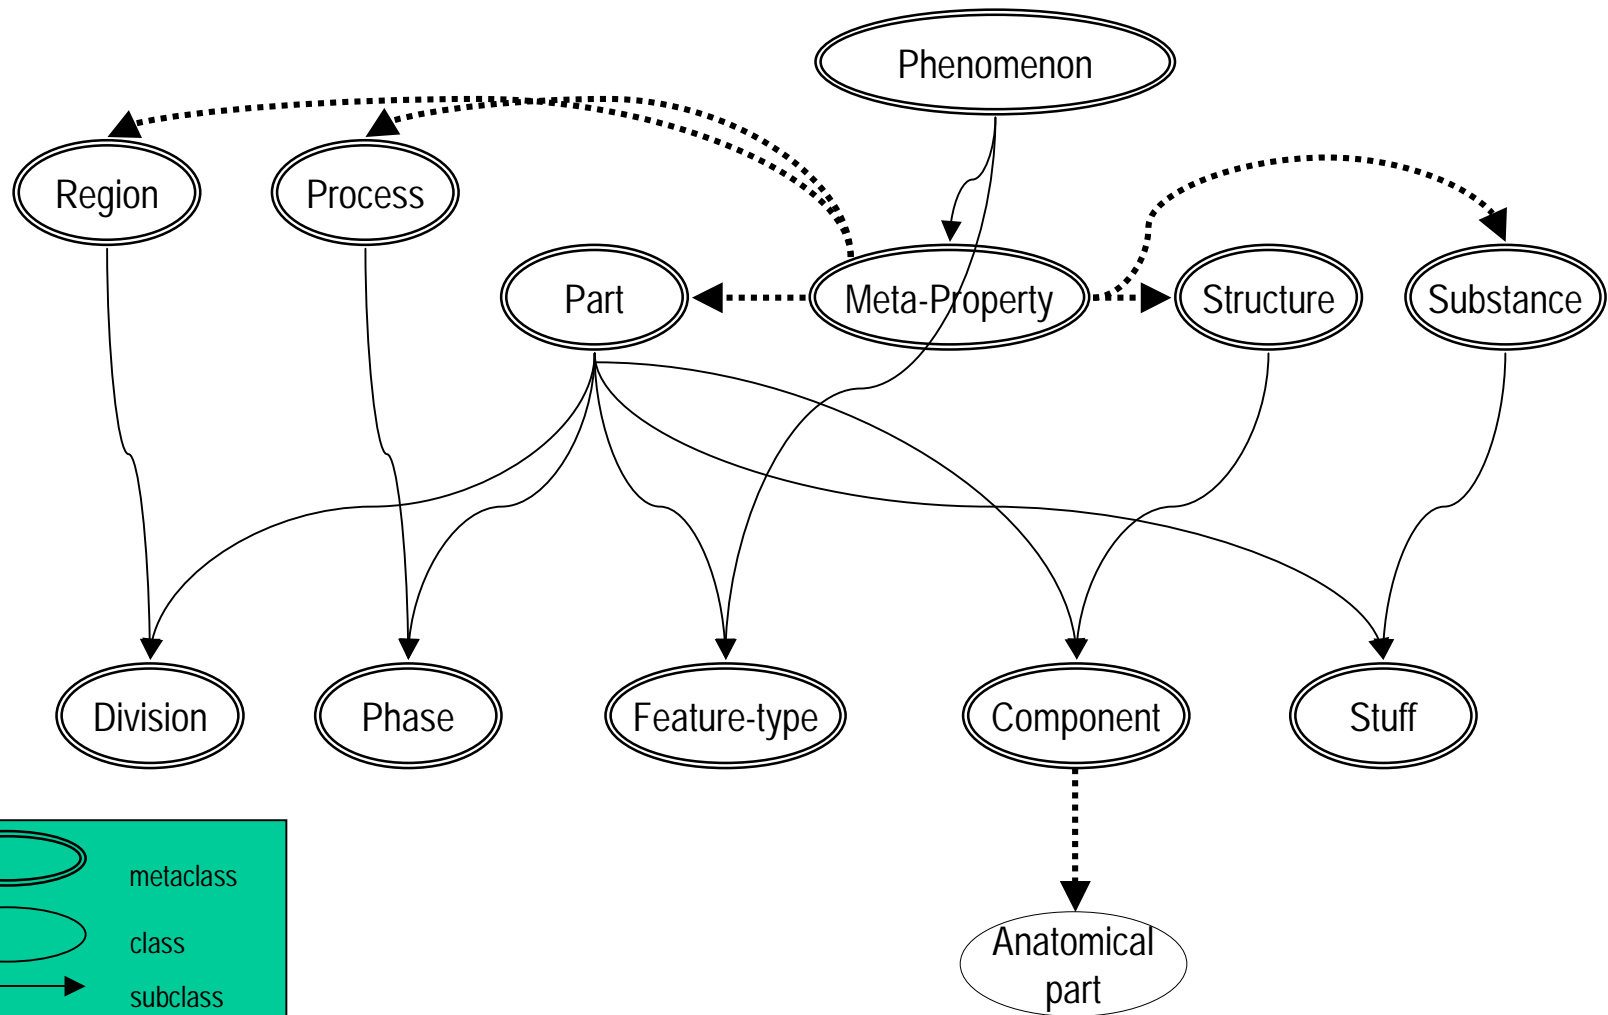 Phenomenon
Region
Process
Part
Meta-Property
Structure
Substance
Division
Phase
Feature-type
Component
Stuff
metaclass
class
subclass
Anatomical
part